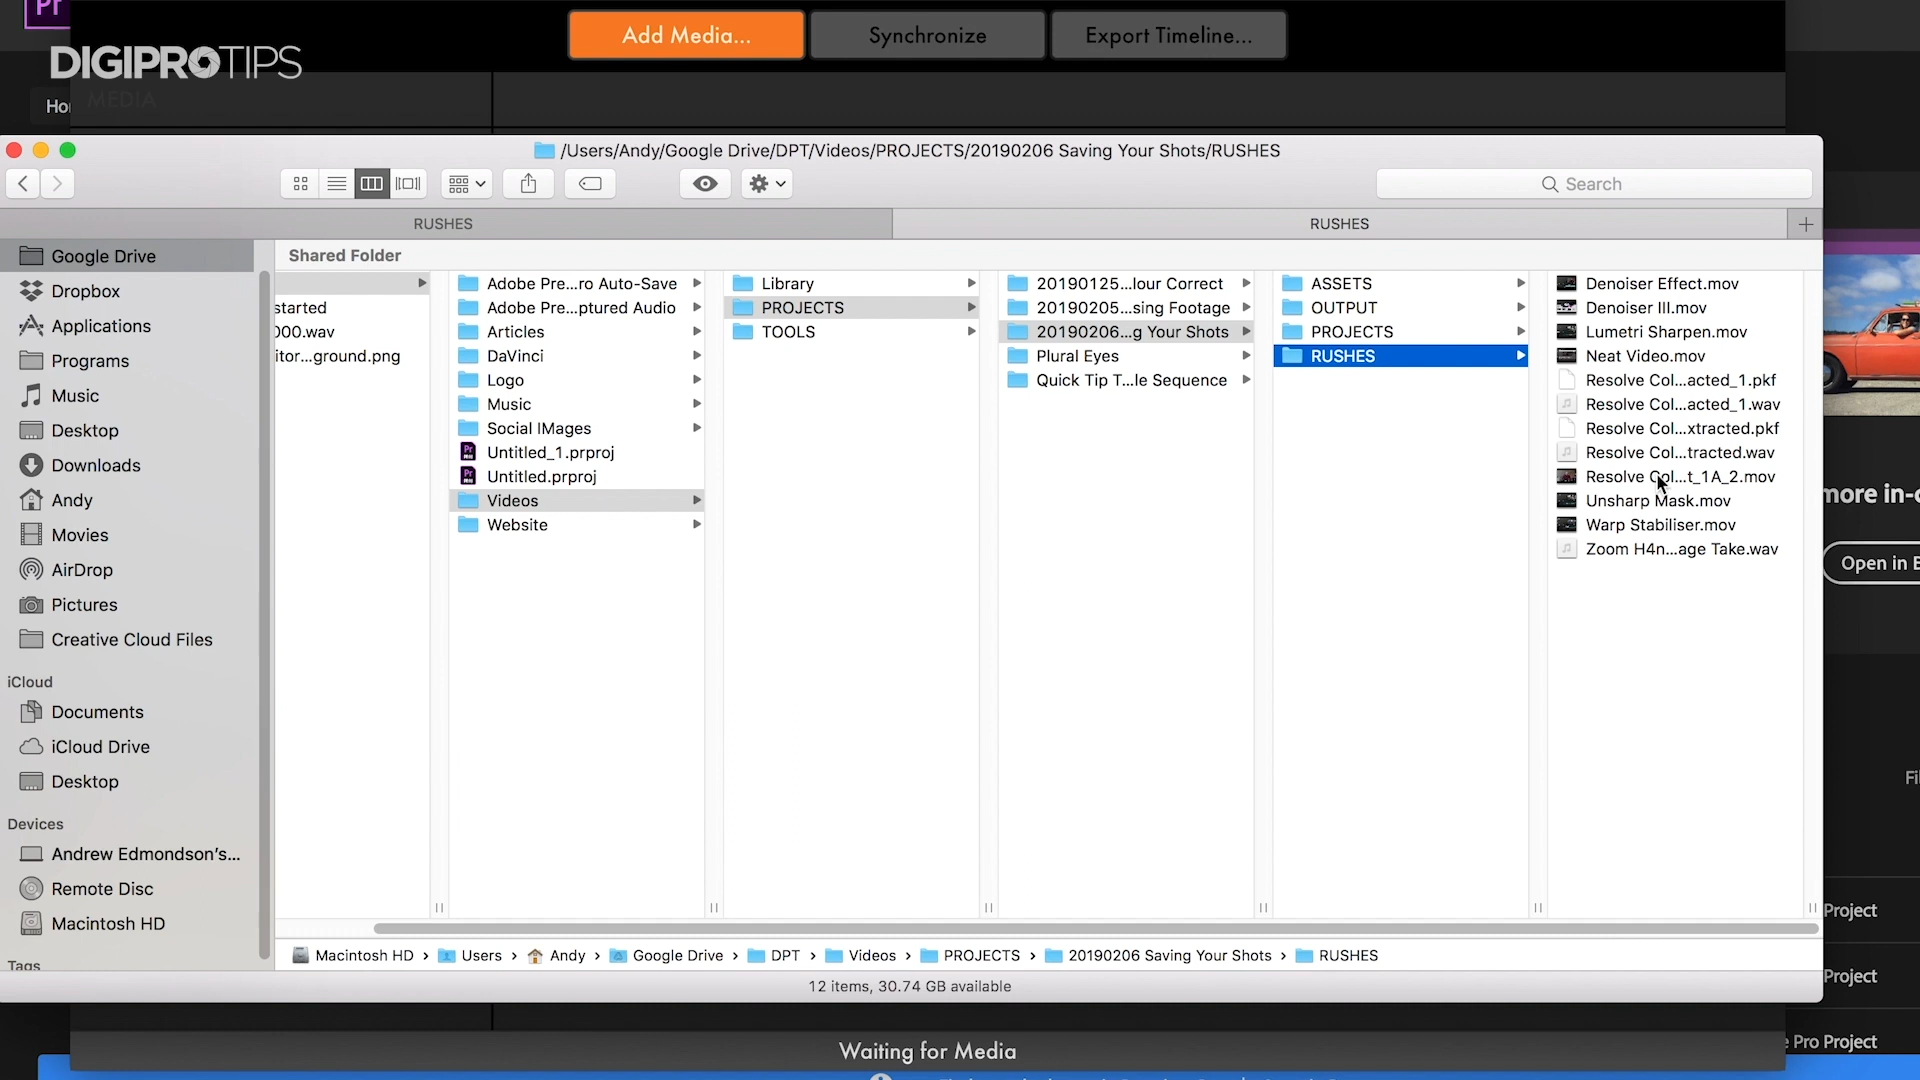 Pr
Add Media...
Synchronize
Export Timeline...
DIGIPROTIPS
MEDIA
/Users/Andy/Google Drive/DPT/Videos/PROJECTS/20190206 Saving Your Shots/RUSHES
Search
RUSHES
RUSHES
Google Drive
Dropbox
Applications
Programs
Music
Desktop
Downloads
Andy
Movies
AirDrop
Pictures
Creative Cloud Files
iCloud
Documents
iCloud Drive
Desktop
Devices
Andrew Edmondson's...
Remote Disc
Macintosh HD
Tags
Shared Folder
started
000.wav
itor...ground.png
Adobe Pre...ro Auto-Save
Adobe Pre...ptured Audio
Articles
DaVinci
Logo
Music
Social IMages
Untitled_1.prproj
Untitled.prproj
Videos
Website
Library
PROJECTS
TOOLS
20190125...lour Correct
20190205...sing Footage
20190206...g Your Shots
Plural Eyes
Quick Tip T...le Sequence
ASSETS
OUTPUT
PROJECTS
RUSHES
Denoiser Effect.mov
Denoiser III.mov
Lumetri Sharpen.mov
Neat Video.mov
Resolve Col...acted_1.pkf
Resolve Col...acted_1.wav
Resolve Col...xtracted.pkf
Resolve Col...tracted.wav
Resolve Col...t_1A_2.mov
Unsharp Mask.mov
Warp Stabiliser.mov
Zoom H4n...age Take.wav
Macintosh HD › Users › Andy › Google Drive › DPT › Videos › PROJECTS › 20190206 Saving Your Shots › RUSHES
12 items, 30.74 GB available
Waiting for Media
more in-
Open in
Project
Project
Pro Project